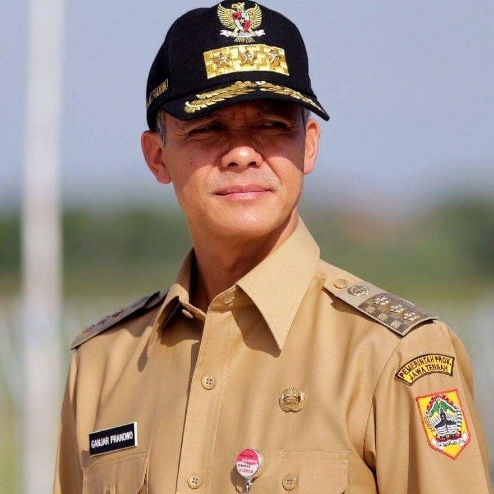 GANJAR PRANOWO
PEMERINTAH PROV.
JAWA TENGAH